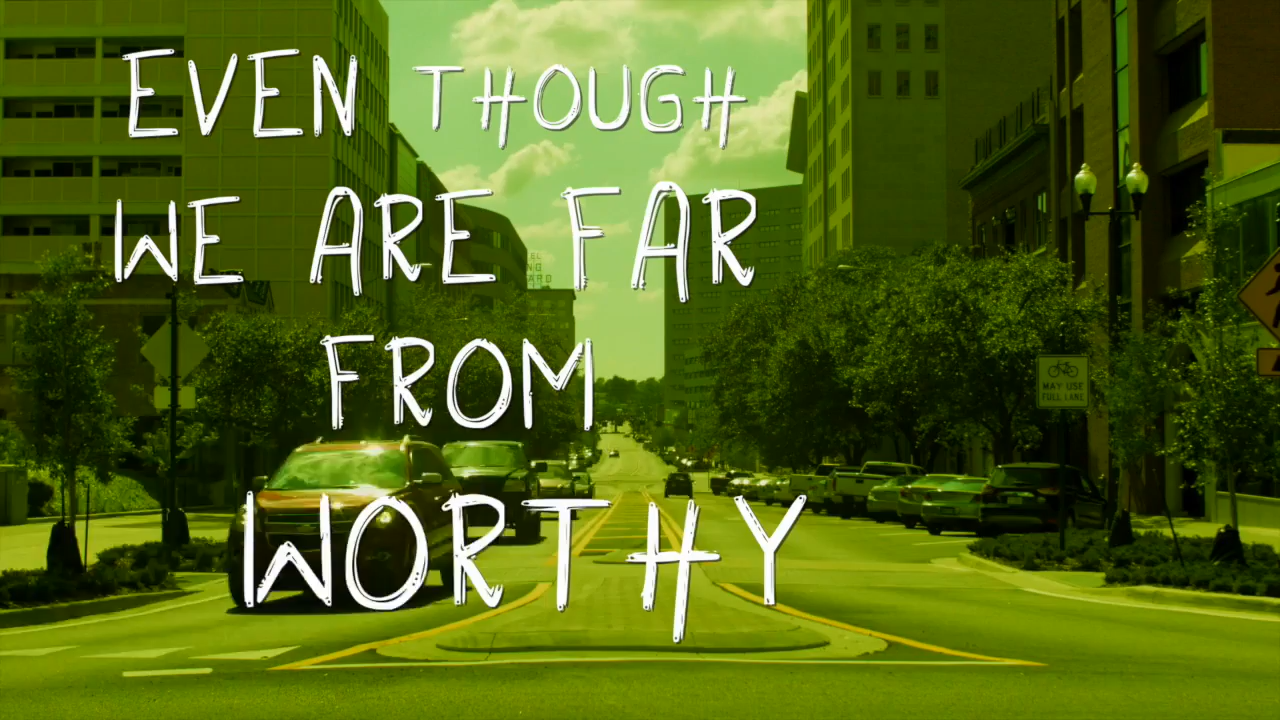 EVEN THOUGH
WE ARE FAR
FROM
WORTHY
MAY USE
FULL LANE